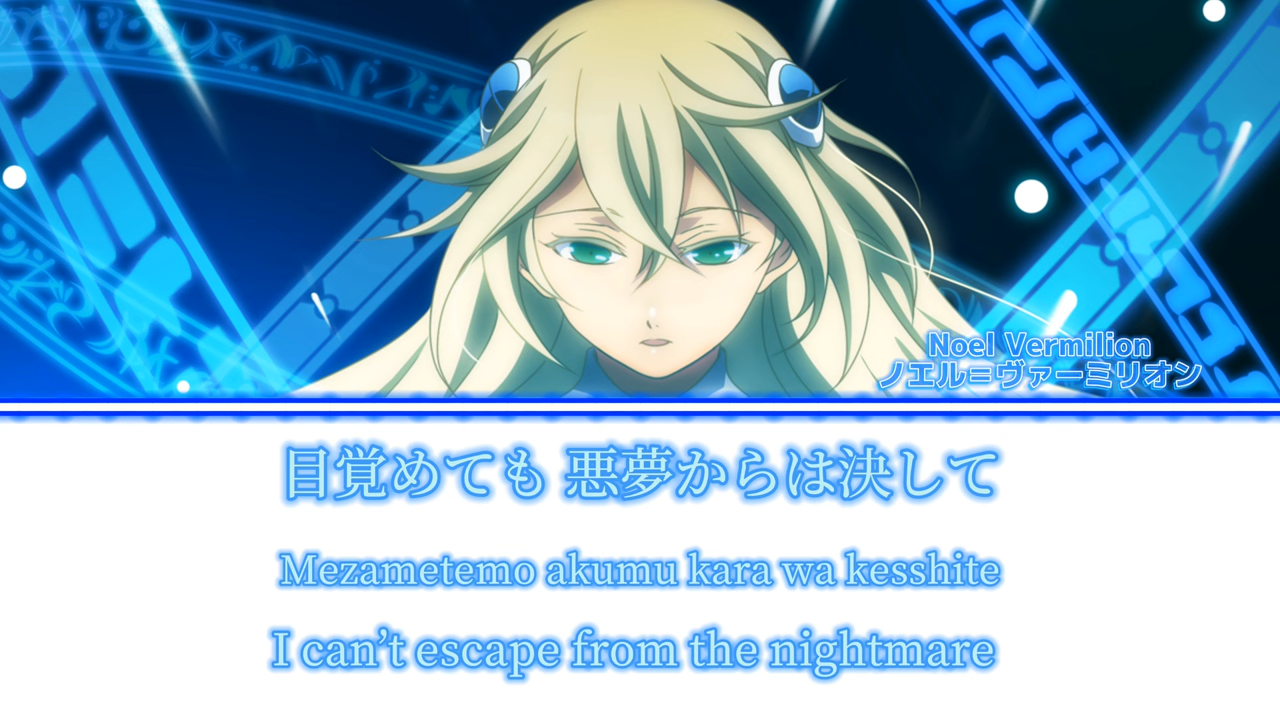 Noel Vermilion
ノエル＝ヴァーミリオン
目覚めても 悪夢からは決して
Mezametemo akumu kara wa kesshite
I can’t escape from the nightmare